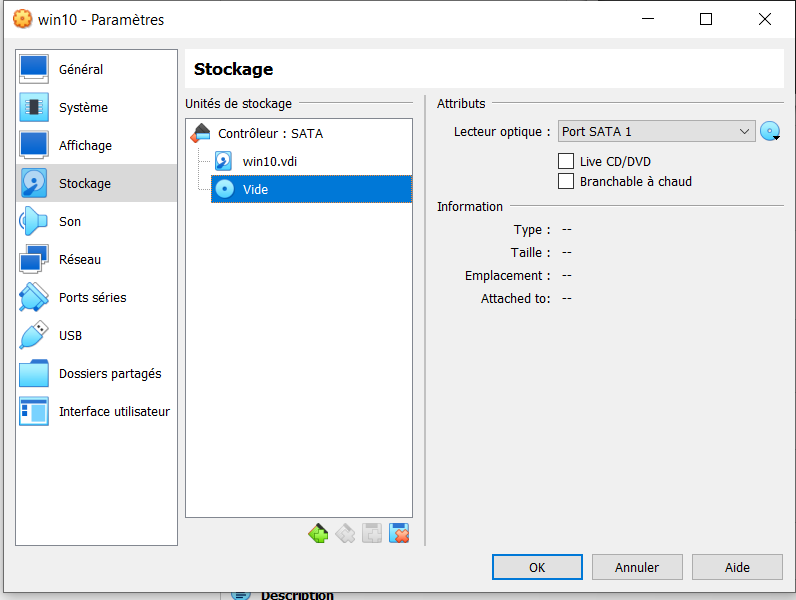 win10 - Paramètres
Général
Système
Affichage
Stockage
Son
Réseau
Ports séries
USB
Dossiers partagés
Interface utilisateur
Stockage
Unités de stockage
Contrôleur : SATA
win10.vdi
Vide
Attributs
Lecteur optique : Port SATA 1
Live CD/DVD
Branchable à chaud
Information
Type : --
Taille : --
Emplacement : --
Attached to: --
OK Annuler Aide
Description